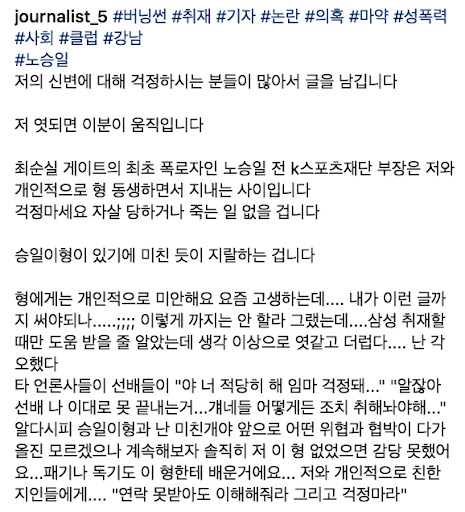 journalist_5 #버닝썬 #취재 #기자 #논란 #의혹 #마약 #성폭력
#사회 #클럽 #강남
#노승일
저의 신변에 대해 걱정하시는 분들이 많아서 글을 남깁니다
저 엿되면 이분이 움직입니다
최순실 게이트의 최초 폭로자인 노승일 전 k스포츠재단 부장은 저와
개인적으로 형 동생하면서 지내는 사이입니다
걱정마세요 자살 당하거나 죽는 일 없을 겁니다
승일이형이 있기에 미친 듯이 지랄하는 겁니다
형에게는 개인적으로 미안해요 요즘 고생하는데.... 내가 이런 글까
지 써야되나.....;;;; 이렇게 까지는 안 할라 그랬는데....삼성 취재할
때만 도움 받을 줄 알았는데 생각 이상으로 엿같고 더럽다.... 난 각
오했다
타 언론사들이 선배들이 "야 너 적당히 해 임마 걱정돼..." "알잖아
선배 나 이대로 못 끝내는거...걔네들 어떻게든 조치 취해놔야해..."
알다시피 승일이형과 난 미친개야 앞으로 어떤 위협과 협박이 다가
올진 모르겠으나 계속해보자 솔직히 저 이 형 없었으면 감당 못했어
요...패기나 독기도 이 형한테 배운거에요... 저와 개인적으로 친한
지인들에게.... "연락 못받아도 이해해줘라 그리고 걱정마라"